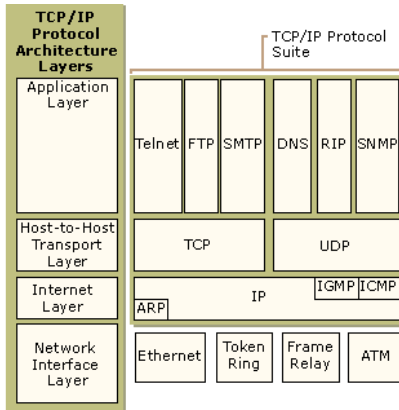 TCP/IP
Protocol
Architecture
Layers
TCP/IP Protocol
Suite
Application
Layer
Telnet FTP SMTP DNS RIP SNMP
Host-to-Host
Transport
Layer
TCP UDP
Internet
Layer
IP IGMP ICMP
ARP
Network
Interface
Layer
Ethernet
Token
Ring
Frame
Relay
ATM